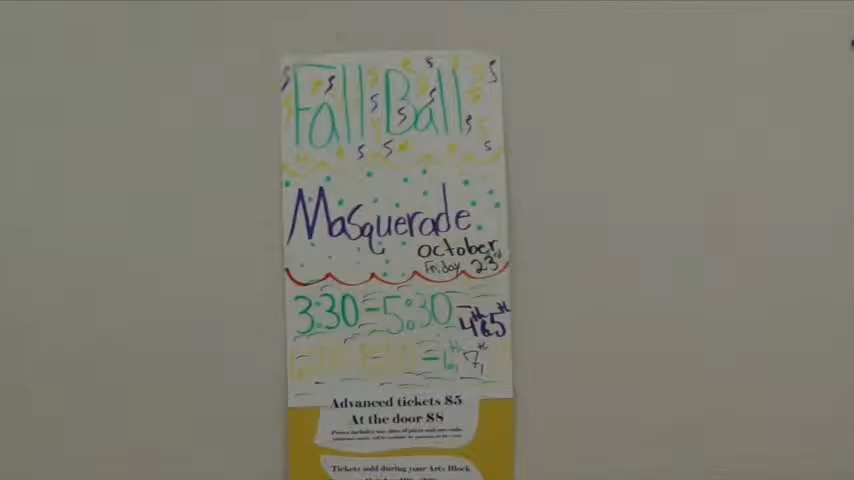 Fall Ball
Masquerade
October
Friday 23rd
3:30-5:30 - 4th&5th
- 6th, 7th
Advanced tickets $5
At the door $8
Tickets sold during your Arts Block